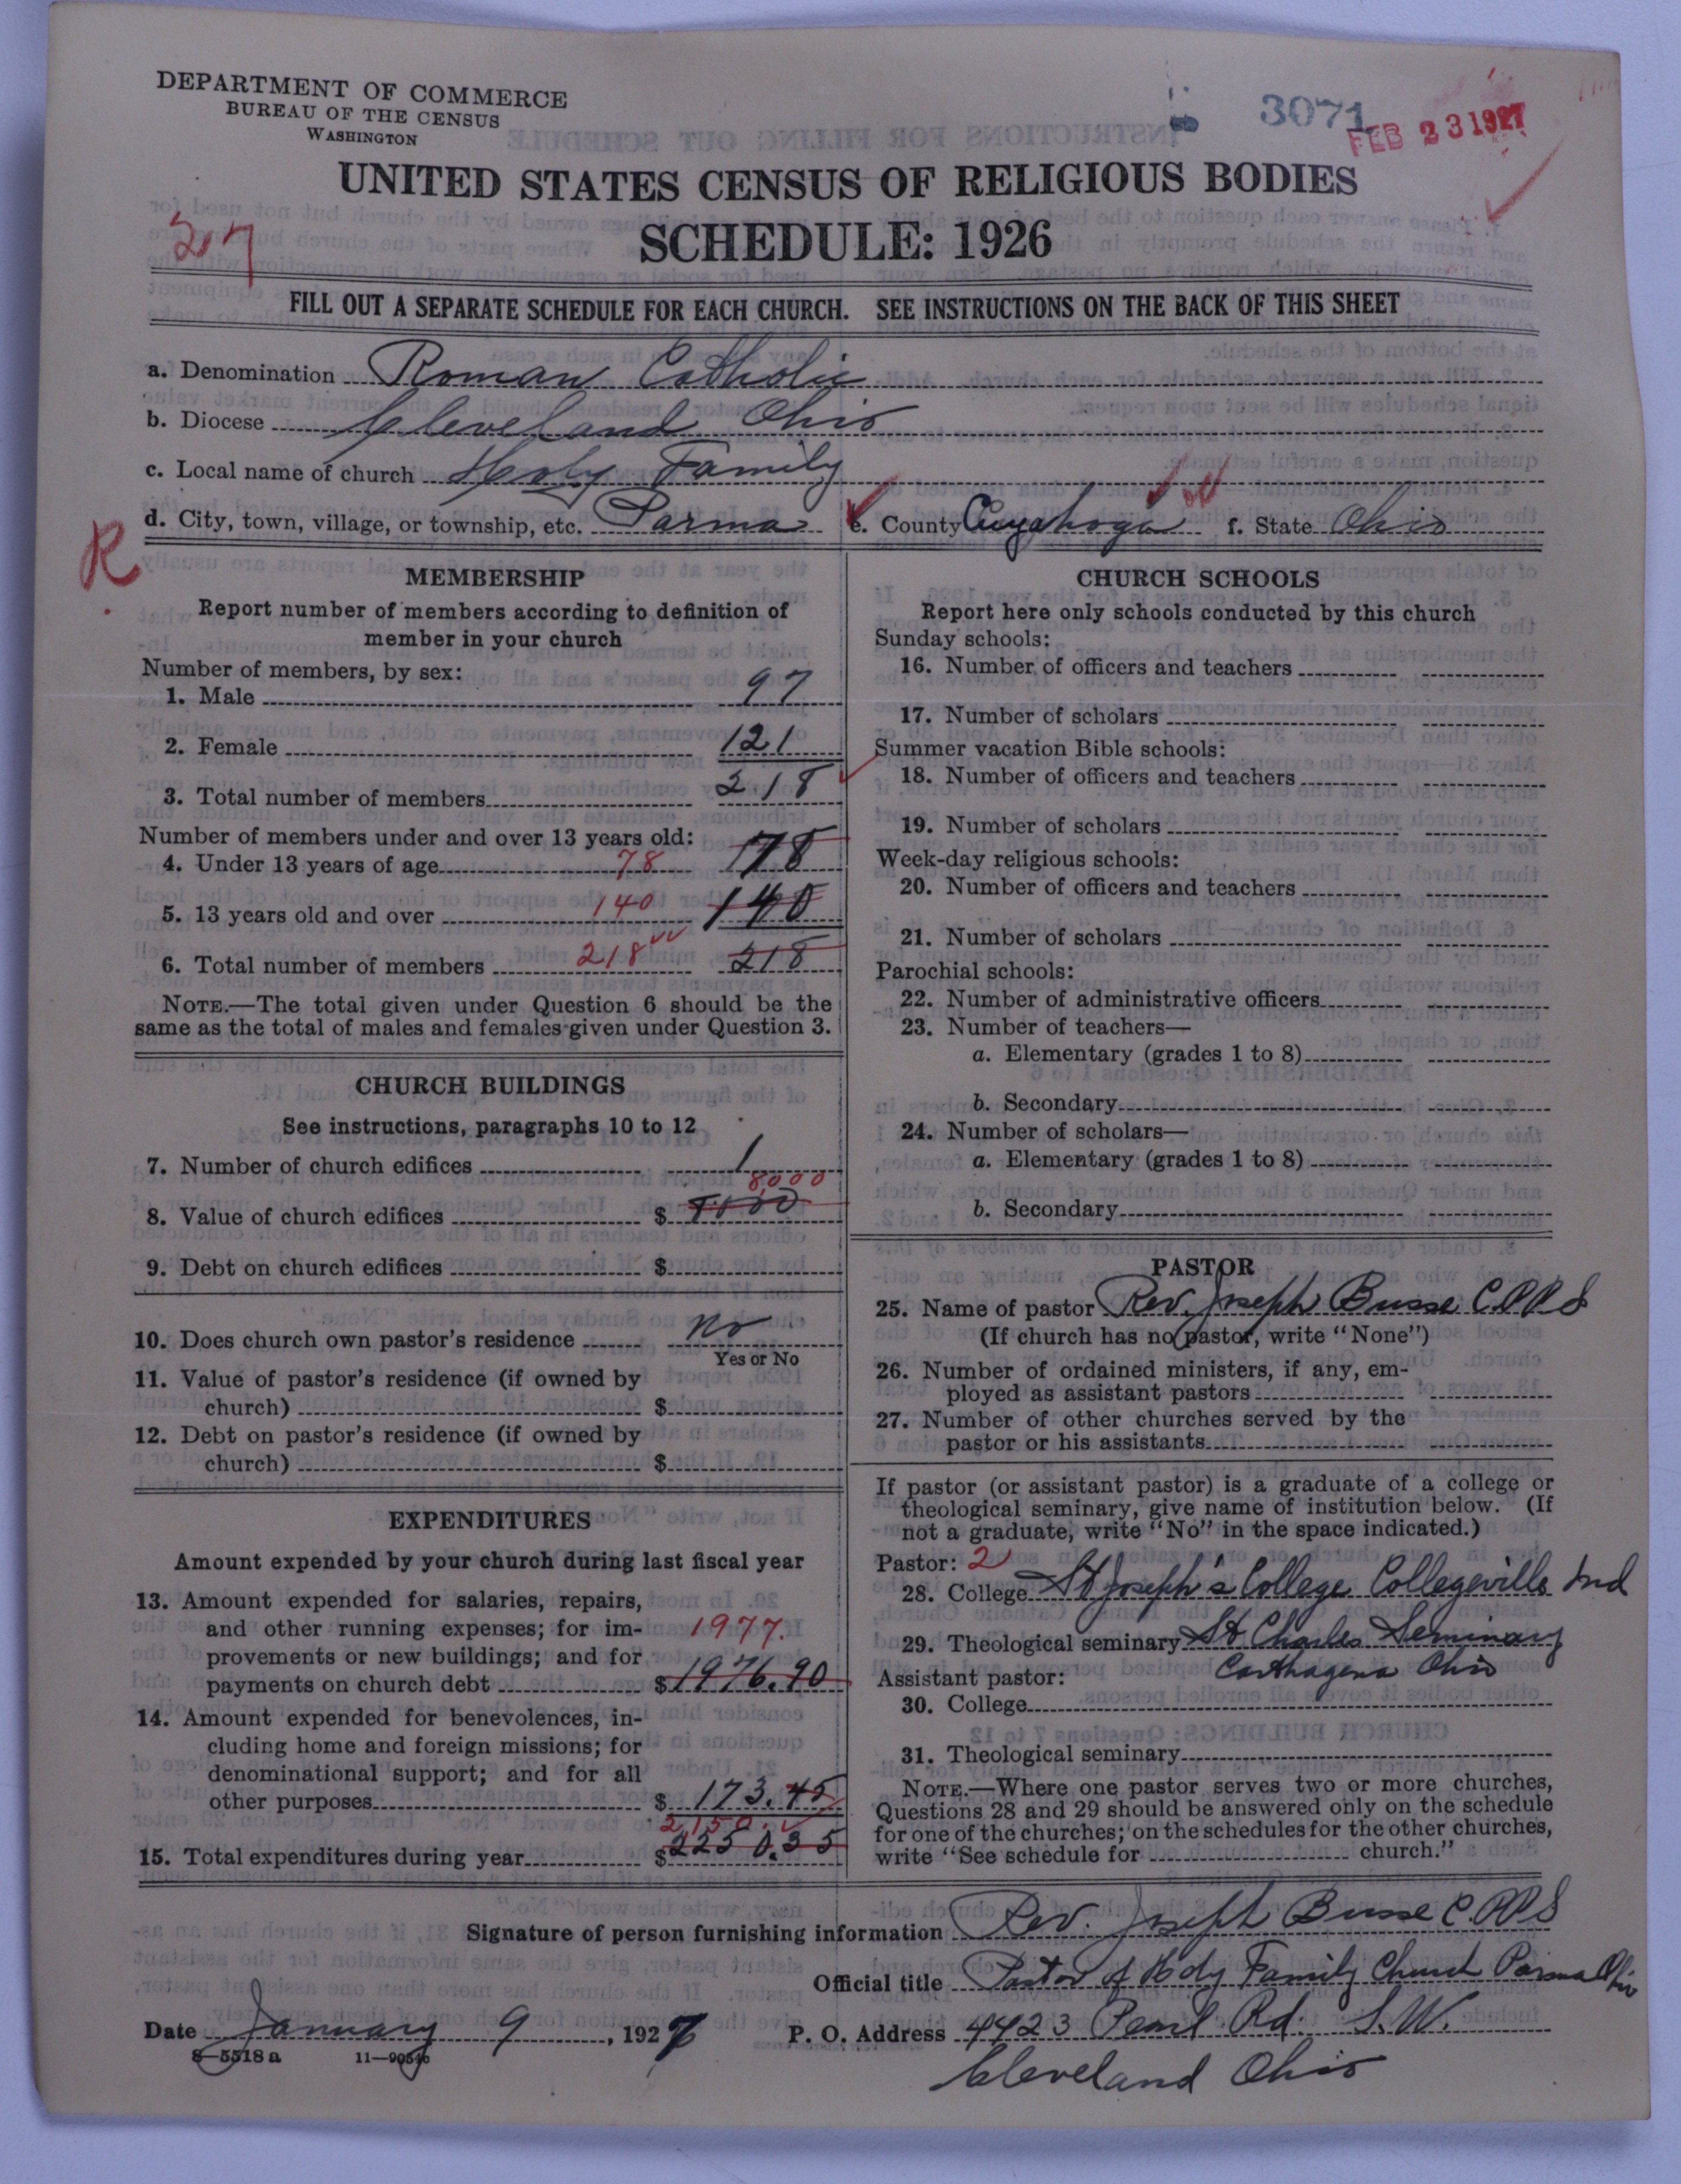 DEPARTMENT OF COMMERCE
BUREAU OF THE CENSUS
WASHINGTON
3071
FEB 23 1927
UNITED STATES CENSUS OF RELIGIOUS BODIES
27
SCHEDULE: 1926
FILL OUT A SEPARATE SCHEDULE FOR EACH CHURCH. SEE INSTRUCTIONS ON THE BACK OF THIS SHEET
a. Denomination Roman Catholic
b. Diocese Cleveland Ohio
c. Local name of church Holy Family
d. City, town, village, or township, etc. Parma e. County Cuyahoga f. State Ohio
R
MEMBERSHIP
Report number of members according to definition of
member in your church
Number of members, by sex:
1. Male 97
2. Female 121
3. Total number of members 218
Number of members under and over 13 years old:
4. Under 13 years of age 78 178
5. 13 years old and over 140 140
6. Total number of members 218 218
NOTE.—The total given under Question 6 should be the
same as the total of males and females given under Question 3.
CHURCH BUILDINGS
See instructions, paragraphs 10 to 12
7. Number of church edifices 1
8000
8. Value of church edifices $
9. Debt on church edifices $
10. Does church own pastor's residence no
Yes or No
11. Value of pastor's residence (if owned by
church) $
12. Debt on pastor's residence (if owned by
church) $
EXPENDITURES
Amount expended by your church during last fiscal year
13. Amount expended for salaries, repairs,
and other running expenses; for im- 1977.
provements or new buildings; and for
payments on church debt $ 1976.90
14. Amount expended for benevolences, in-
cluding home and foreign missions; for
denominational support; and for all
other purposes $ 173.45
2150.
15. Total expenditures during year $ 2250.35
CHURCH SCHOOLS
Report here only schools conducted by this church
Sunday schools:
16. Number of officers and teachers
17. Number of scholars
Summer vacation Bible schools:
18. Number of officers and teachers
19. Number of scholars
Week-day religious schools:
20. Number of officers and teachers
21. Number of scholars
Parochial schools:
22. Number of administrative officers
23. Number of teachers—
a. Elementary (grades 1 to 8)
b. Secondary
24. Number of scholars—
a. Elementary (grades 1 to 8)
b. Secondary
PASTOR
25. Name of pastor Rev. Joseph Busse C.PP.S
(If church has no pastor, write "None")
26. Number of ordained ministers, if any, em-
ployed as assistant pastors
27. Number of other churches served by the
pastor or his assistants
If pastor (or assistant pastor) is a graduate of a college or
theological seminary, give name of institution below. (If
not a graduate, write "No" in the space indicated.)
Pastor: 2
28. College St Joseph's College Collegeville Ind
29. Theological seminary St Charles Seminary
Assistant pastor: Carthagena Ohio
30. College
31. Theological seminary
NOTE.—Where one pastor serves two or more churches,
Questions 28 and 29 should be answered only on the schedule
for one of the churches; on the schedules for the other churches,
write "See schedule for church."
Signature of person furnishing information Rev. Joseph Busse C.PP.S
Official title Pastor of Holy Family Church Parma Ohio
Date January 9, 1927 P. O. Address 4423 Pearl Rd. S.W.
8-5518 a 11-90546 Cleveland Ohio